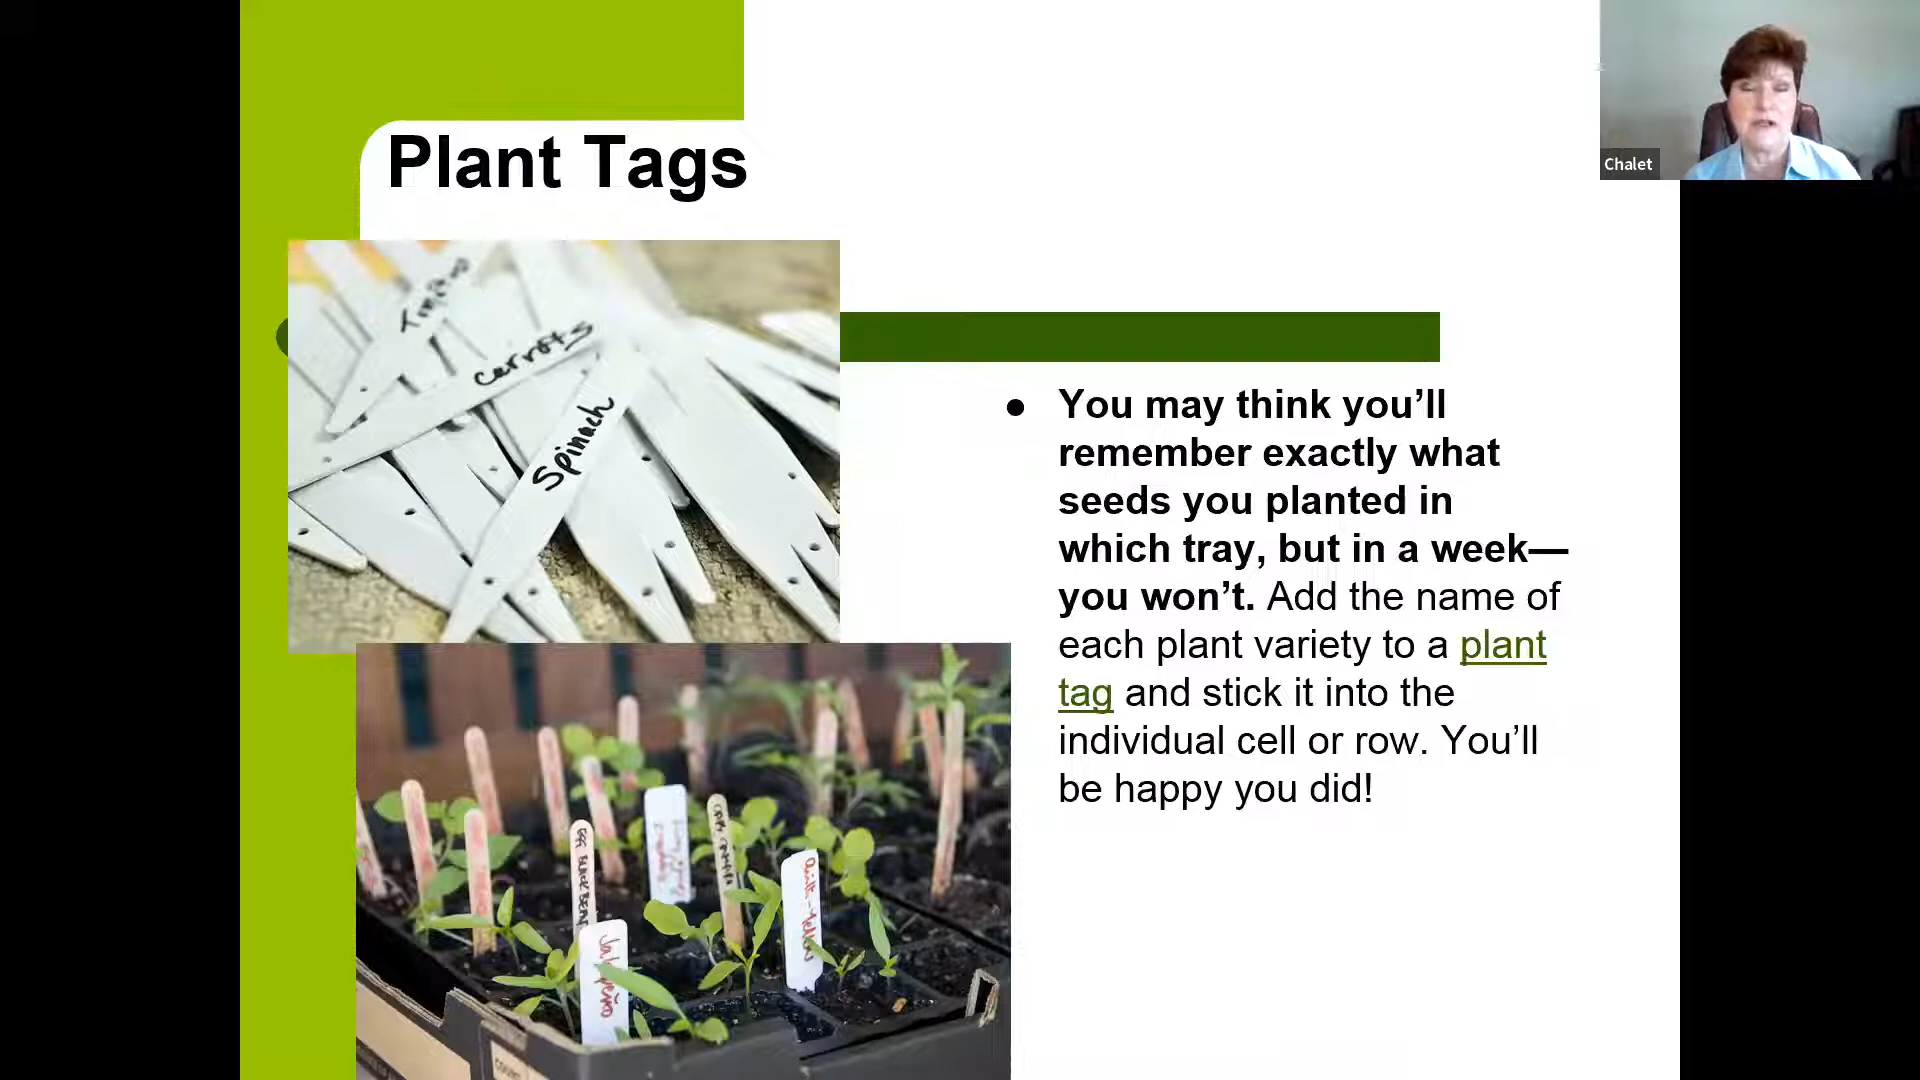 Plant Tags
Chalet
carrots
Spinach
● You may think you’ll
remember exactly what
seeds you planted in
which tray, but in a week—
you won’t. Add the name of
each plant variety to a plant
tag and stick it into the
individual cell or row. You’ll
be happy you did!
Jalapeño